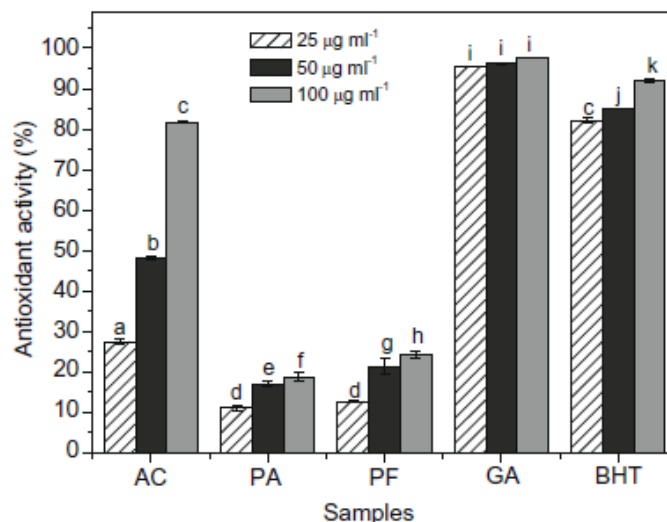 100
90
80
70
60
50
40
30
20
10
0
Antioxidant activity (%)
25 μg ml⁻¹
50 μg ml⁻¹
100 μg ml⁻¹
a b c
d e f
d g h
i i i
c j k
AC PA PF GA BHT
Samples